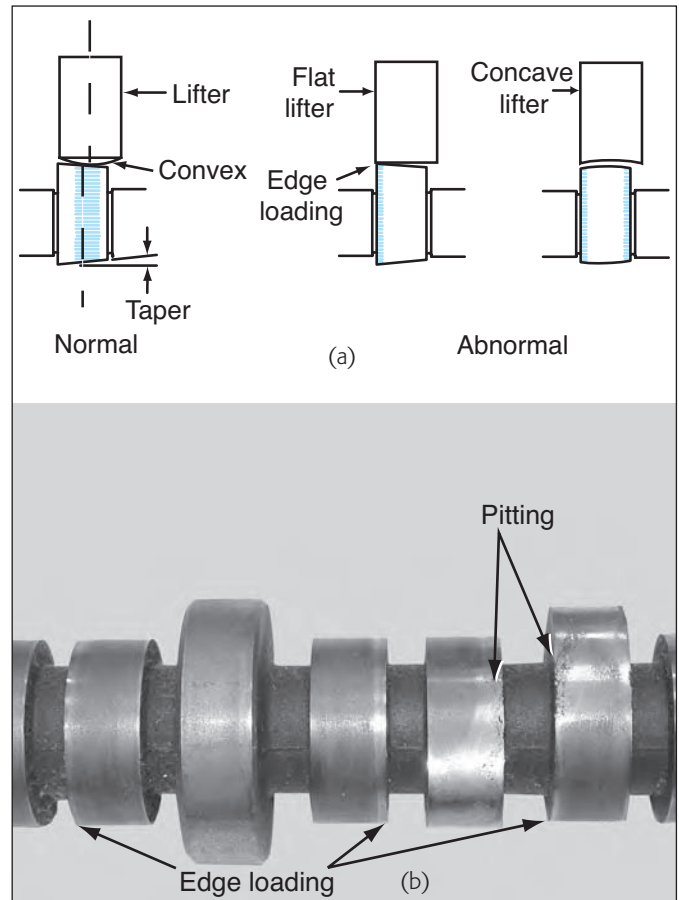 Lifter
Convex
Taper
Normal
Flat
lifter
Edge
loading
Concave
lifter
Abnormal
(a)
Pitting
Edge loading
(b)